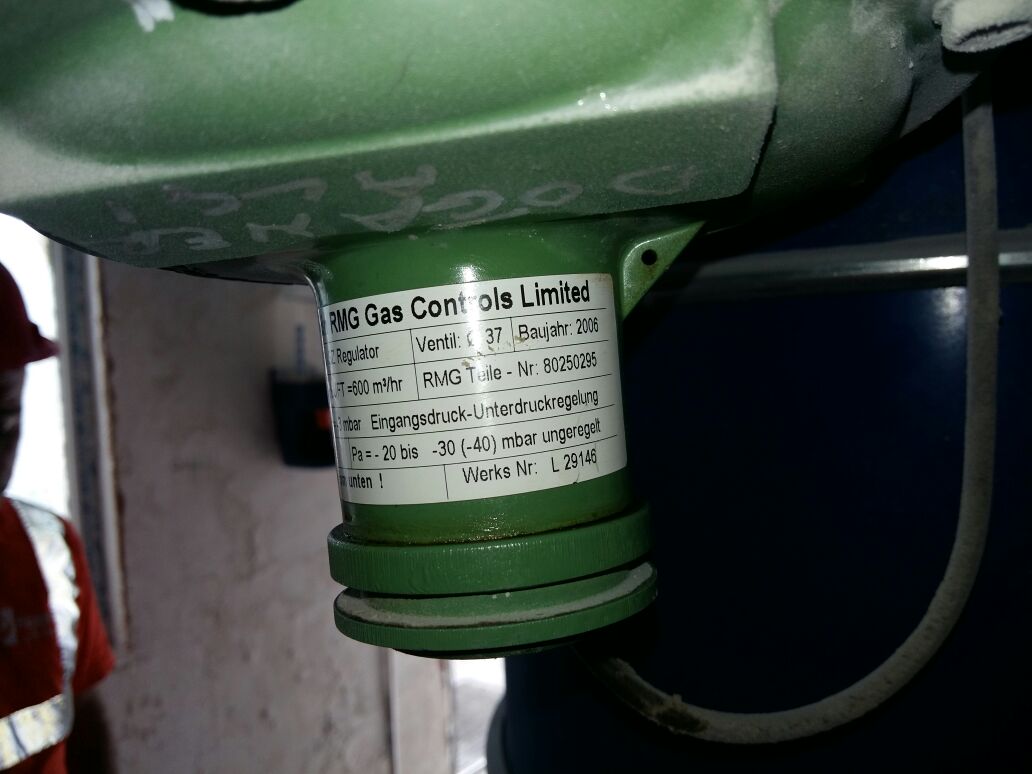 RMG Gas Controls Limited
Z Regulator Ventil: Ø 37 Baujahr: 2006
LUFT =600 m³/hr RMG Teile - Nr: 80250295
mbar Eingangsdruck-Unterdruckregelung
Pa = - 20 bis -30 (-40) mbar ungeregelt
unten ! Werks Nr: L 29146